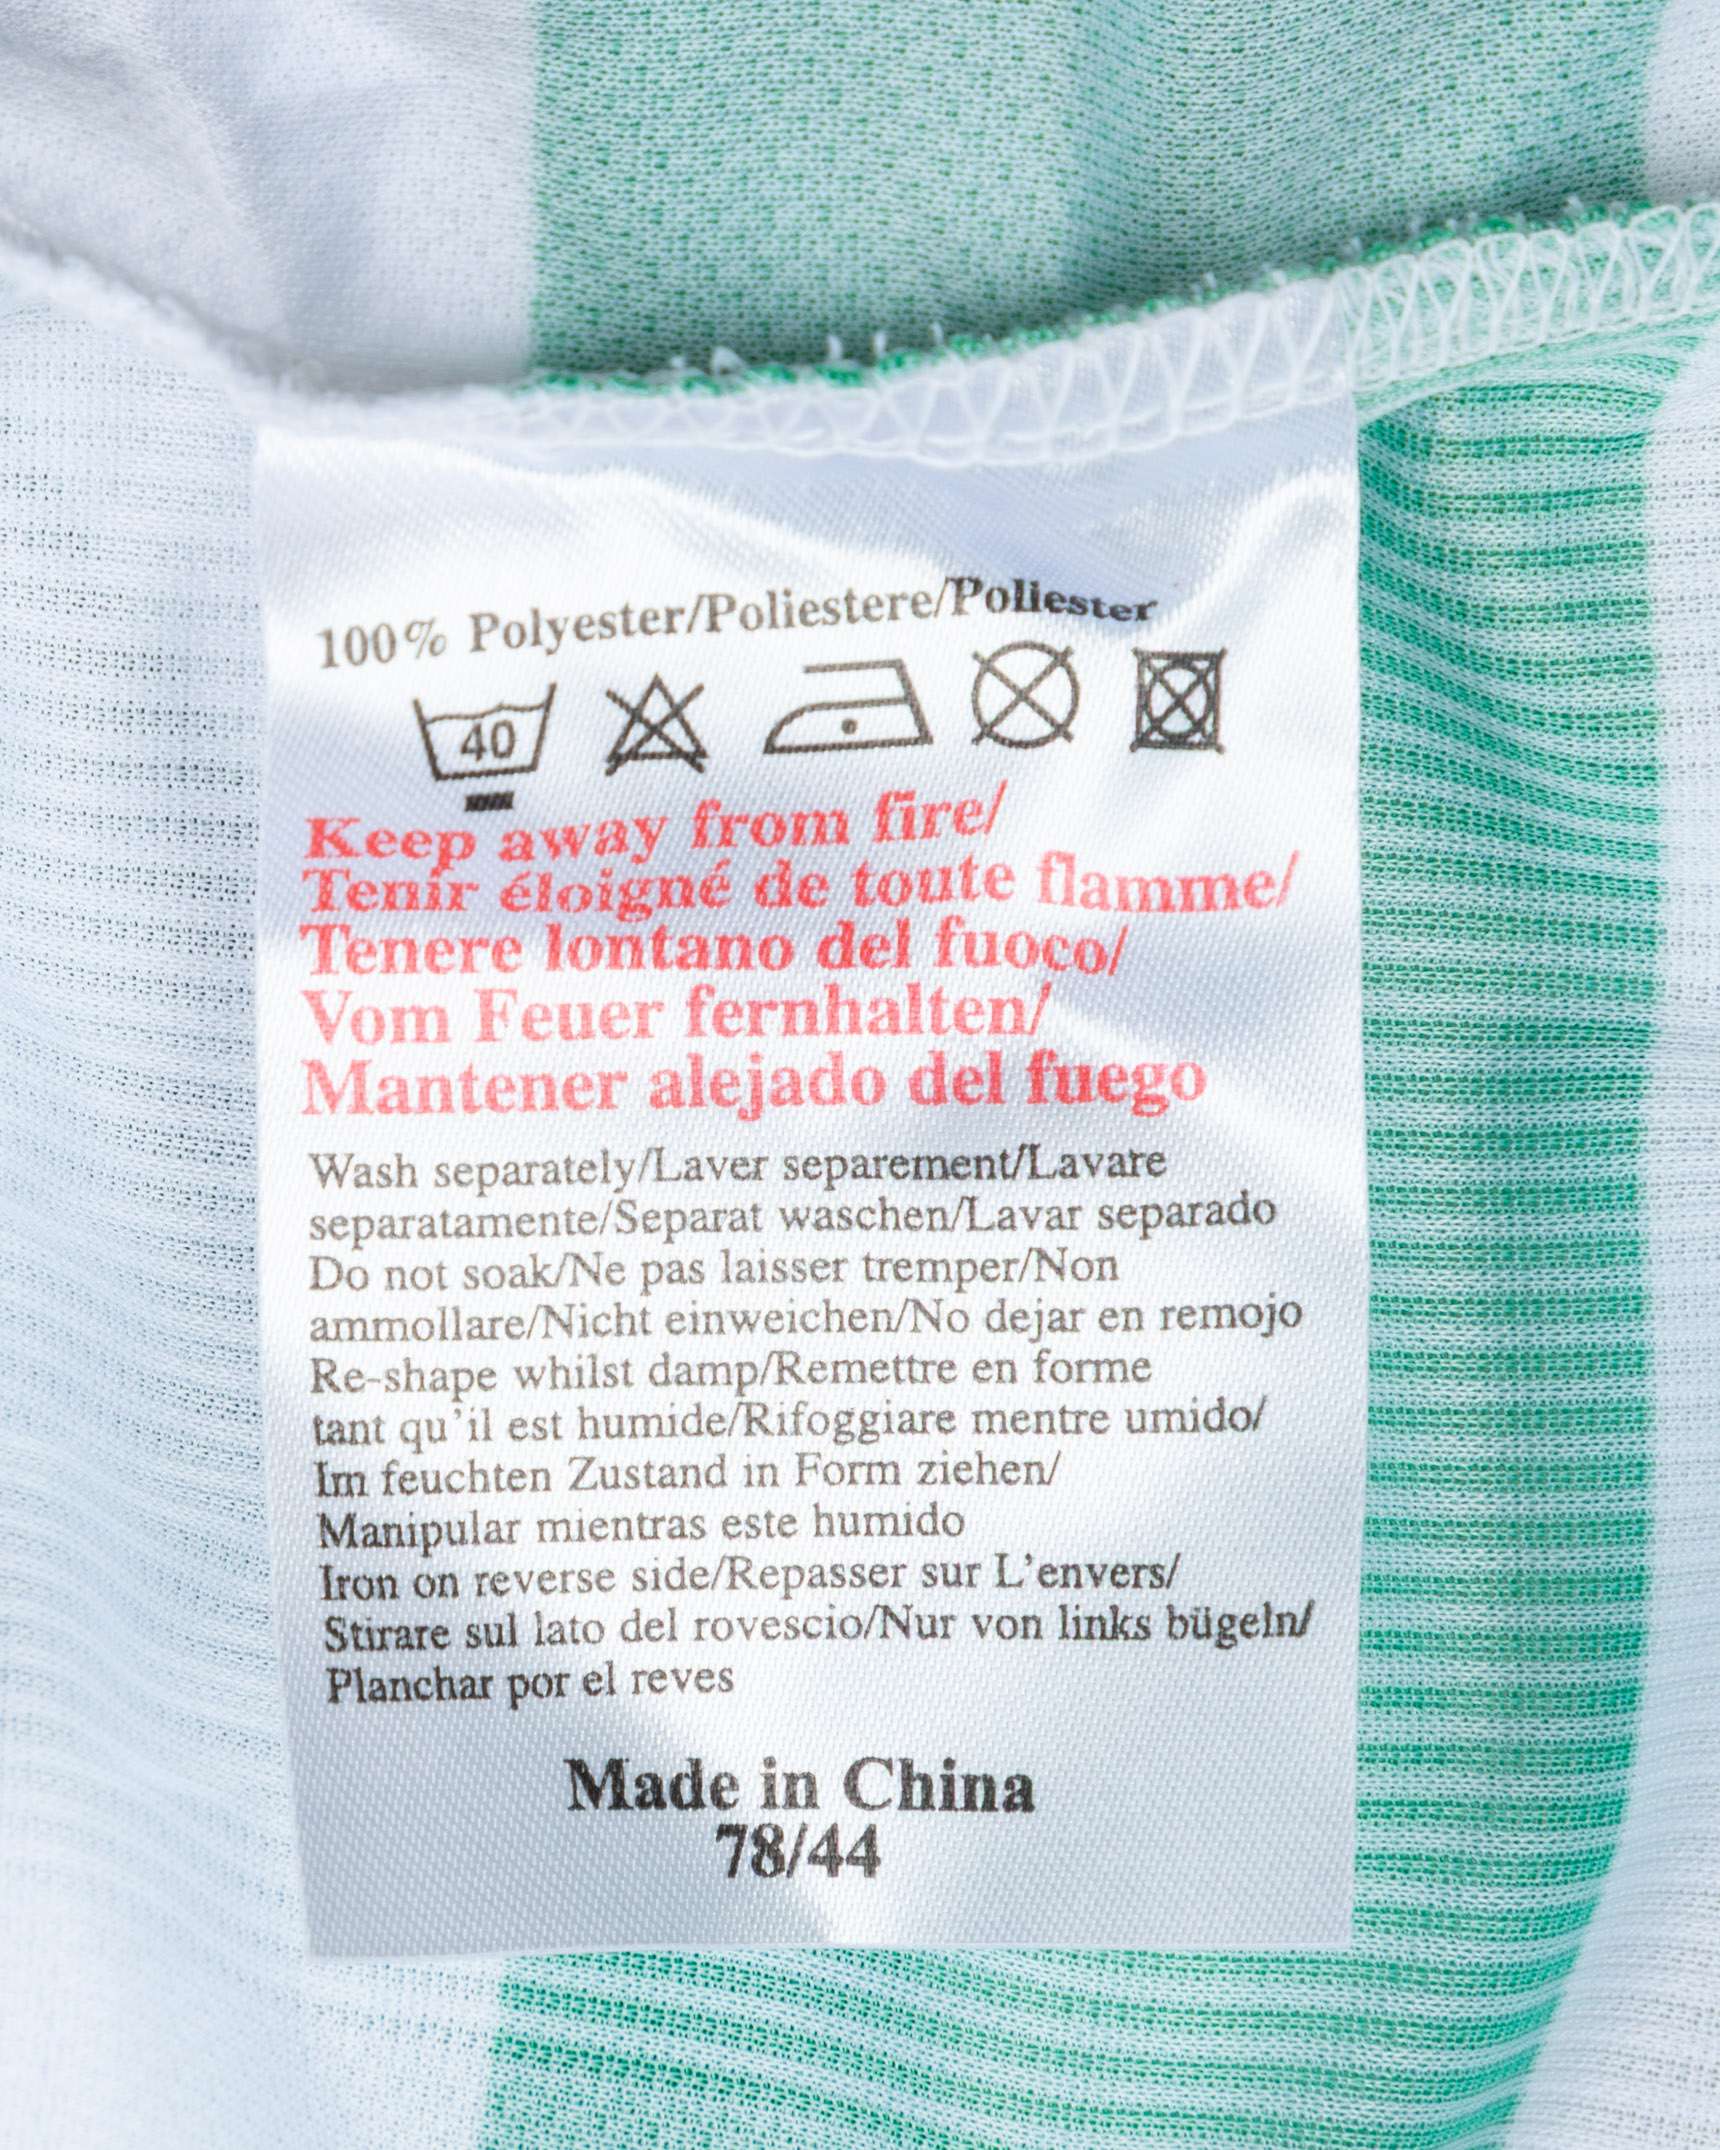 100% Polyester/Poliestere/Poliester
40
Keep away from fire/
Tenir éloigné de toute flamme/
Tenere lontano del fuoco/
Vom Feuer fernhalten/
Mantener alejado del fuego
Wash separately/Laver separement/Lavare
separatamente/Separat waschen/Lavar separado
Do not soak/Ne pas laisser tremper/Non
ammollare/Nicht einweichen/No dejar en remojo
Re-shape whilst damp/Remettre en forme
tant qu'il est humide/Rifoggiare mentre umido/
Im feuchten Zustand in Form ziehen/
Manipular mientras este humido
Iron on reverse side/Repasser sur L'envers/
Stirare sul lato del rovescio/Nur von links bügeln/
Planchar por el reves
Made in China
78/44